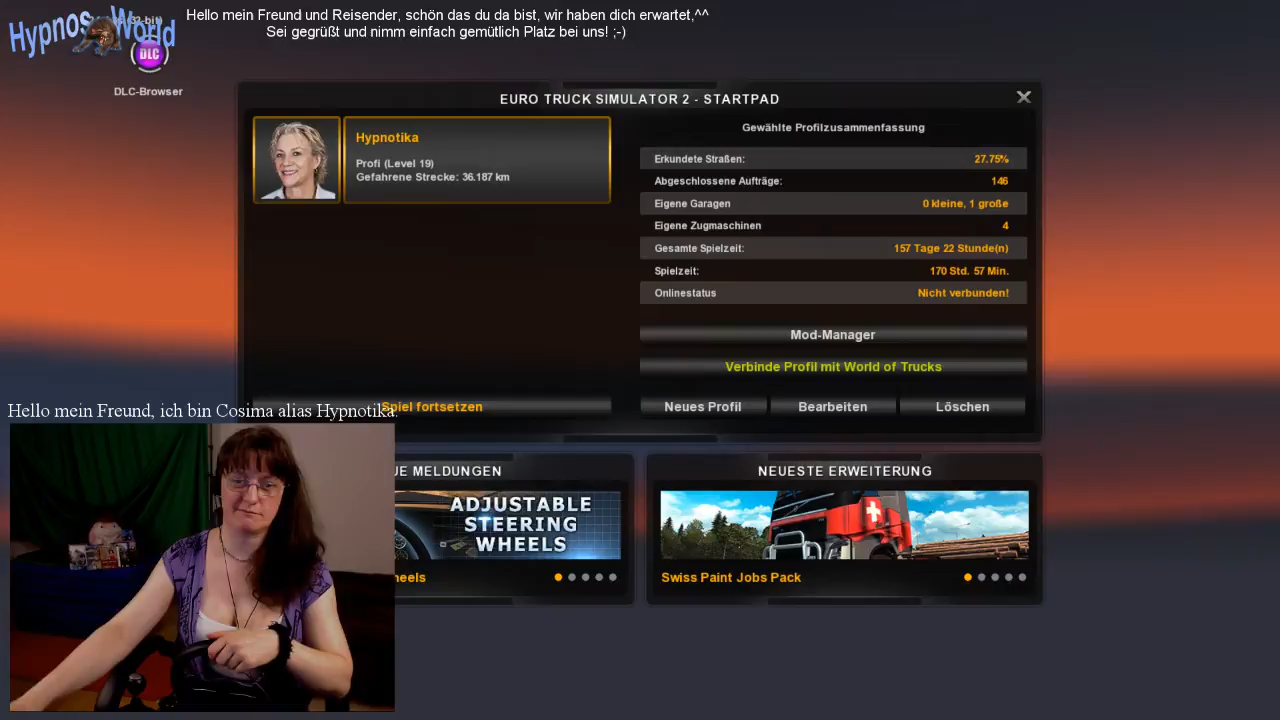 Hello mein Freund und Reisender, schön das du da bist, wir haben dich erwartet,^^
Sei gegrüßt und nimm einfach gemütlich Platz bei uns! ;-)
Hypnos World
DLC
DLC-Browser
EURO TRUCK SIMULATOR 2 - STARTPAD
Hypnotika
Profi (Level 19)
Gefahrene Strecke: 36.187 km
Gewählte Profilzusammenfassung
Erkundete Straßen: 27.75%
Abgeschlossene Aufträge: 146
Eigene Garagen 0 kleine, 1 große
Eigene Zugmaschinen 4
Gesamte Spielzeit: 157 Tage 22 Stunde(n)
Spielzeit: 170 Std. 57 Min.
Onlinestatus Nicht verbunden!
Mod-Manager
Verbinde Profil mit World of Trucks
Spiel fortsetzen
Neues Profil Bearbeiten Löschen
Hello mein Freund, ich bin Cosima alias Hypnotika.
UE MELDUNGEN
ADJUSTABLE
STEERING
WHEELS
heels
NEUESTE ERWEITERUNG
Swiss Paint Jobs Pack